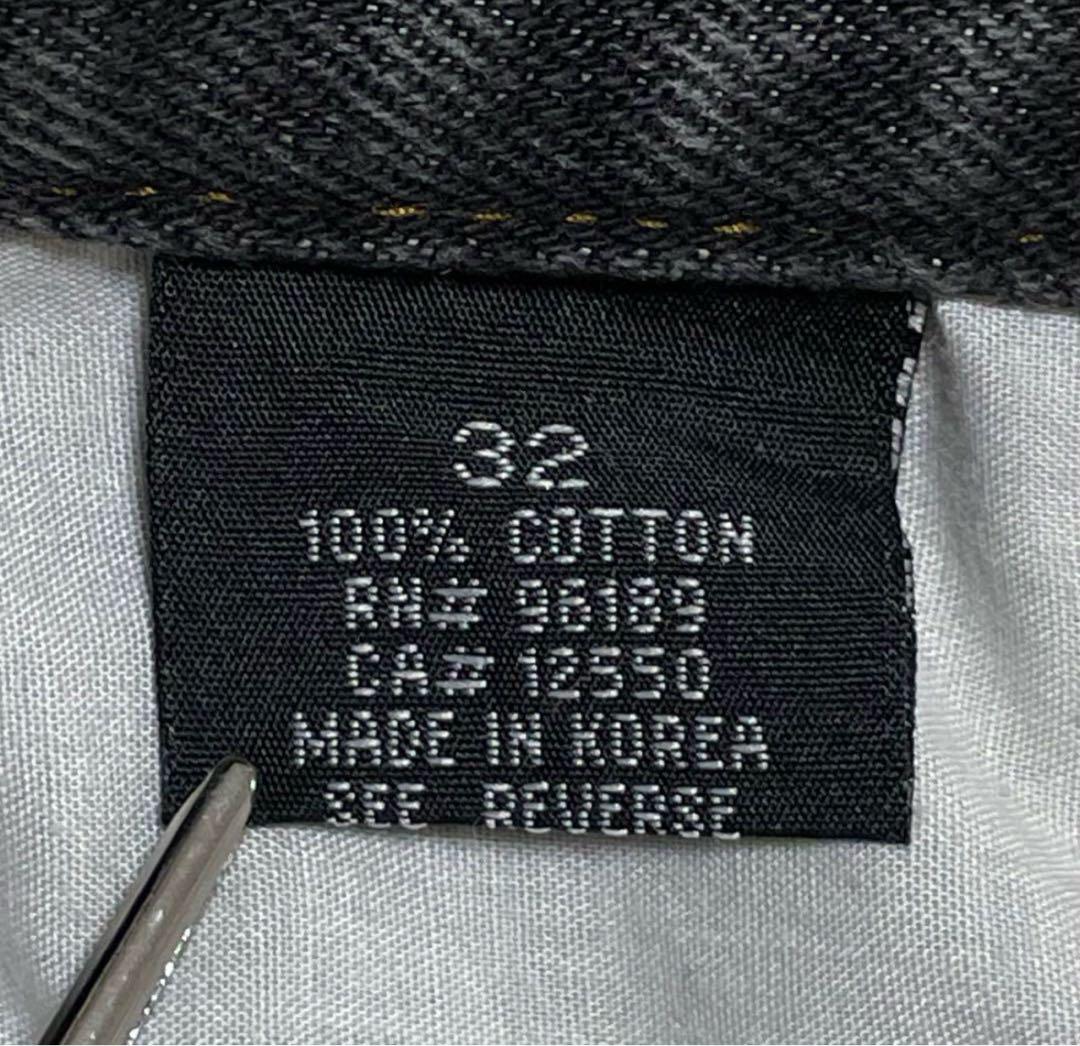 32
100% COTTON
RN# 96189
CA# 12550
MADE IN KOREA
SEE REVERSE